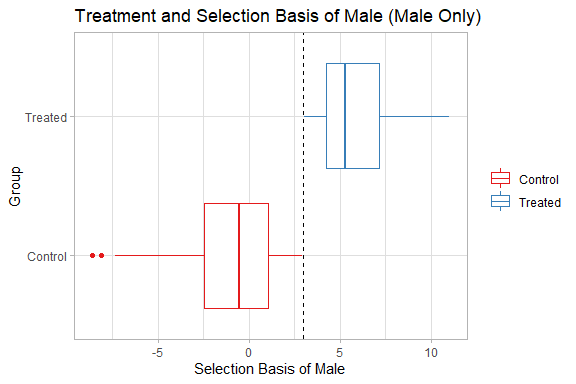 Treatment and Selection Basis of Male (Male Only)
Treated
Control
Group
-5 0 5 10
Selection Basis of Male
Control
Treated